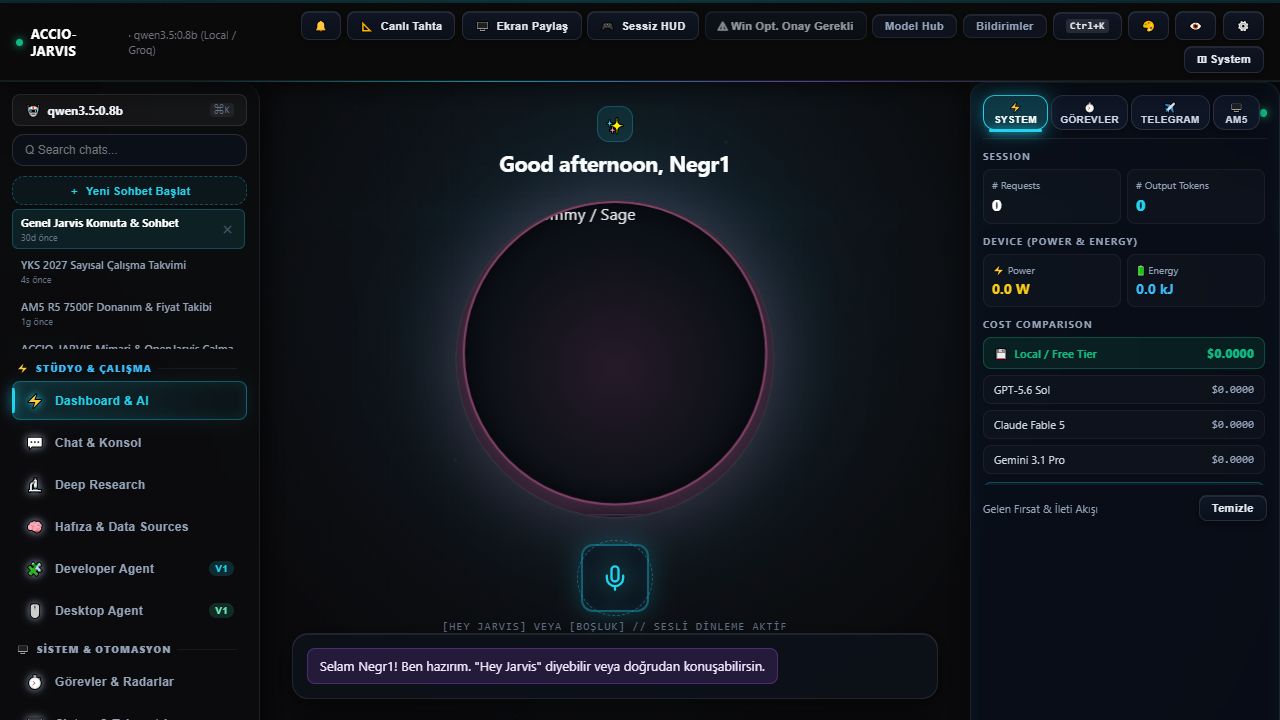 ACCIO-
JARVIS
· qwen3.5:0.8b (Local /
Groq)
Canlı Tahta
Ekran Paylaş
Sessiz HUD
Win Opt. Onay Gerekli
Model Hub
Bildirimleri
Ctrl+K
System
qwen3.5:0.8b
⌘K
Search chats...
+ Yeni Sohbet Başlat
Genel Jarvis Komuta & Sohbet
30d önce
YKS 2027 Sayısal Çalışma Takvimi
4s önce
AM5 R5 7500F Donanım & Fiyat Takibi
1g önce
ACCIO-JARVIS Mimari & OpenJarvis Çalma
STÜDYO & ÇALIŞMA
Dashboard & AI
Chat & Konsol
Deep Research
Hafıza & Data Sources
Developer Agent V1
Desktop Agent V1
SİSTEM & OTOMASYON
Görevler & Radarlar
Good afternoon, Negr1
mmy / Sage
[HEY JARVIS] VEYA [BOŞLUK] // SESLİ DİNLEME AKTİF
Selam Negr1! Ben hazırım. "Hey Jarvis" diyebilir veya doğrudan konuşabilirsin.
SYSTEM
GÖREVLER
TELEGRAM
AM5
SESSION
# Requests
0
# Output Tokens
0
DEVICE (POWER & ENERGY)
Power
0.0 W
Energy
0.0 kJ
COST COMPARISON
Local / Free Tier $0.0000
GPT-5.6 Sol $0.0000
Claude Fable 5 $0.0000
Gemini 3.1 Pro $0.0000
Gelen Fırsat & İleti Akışı
Temizle